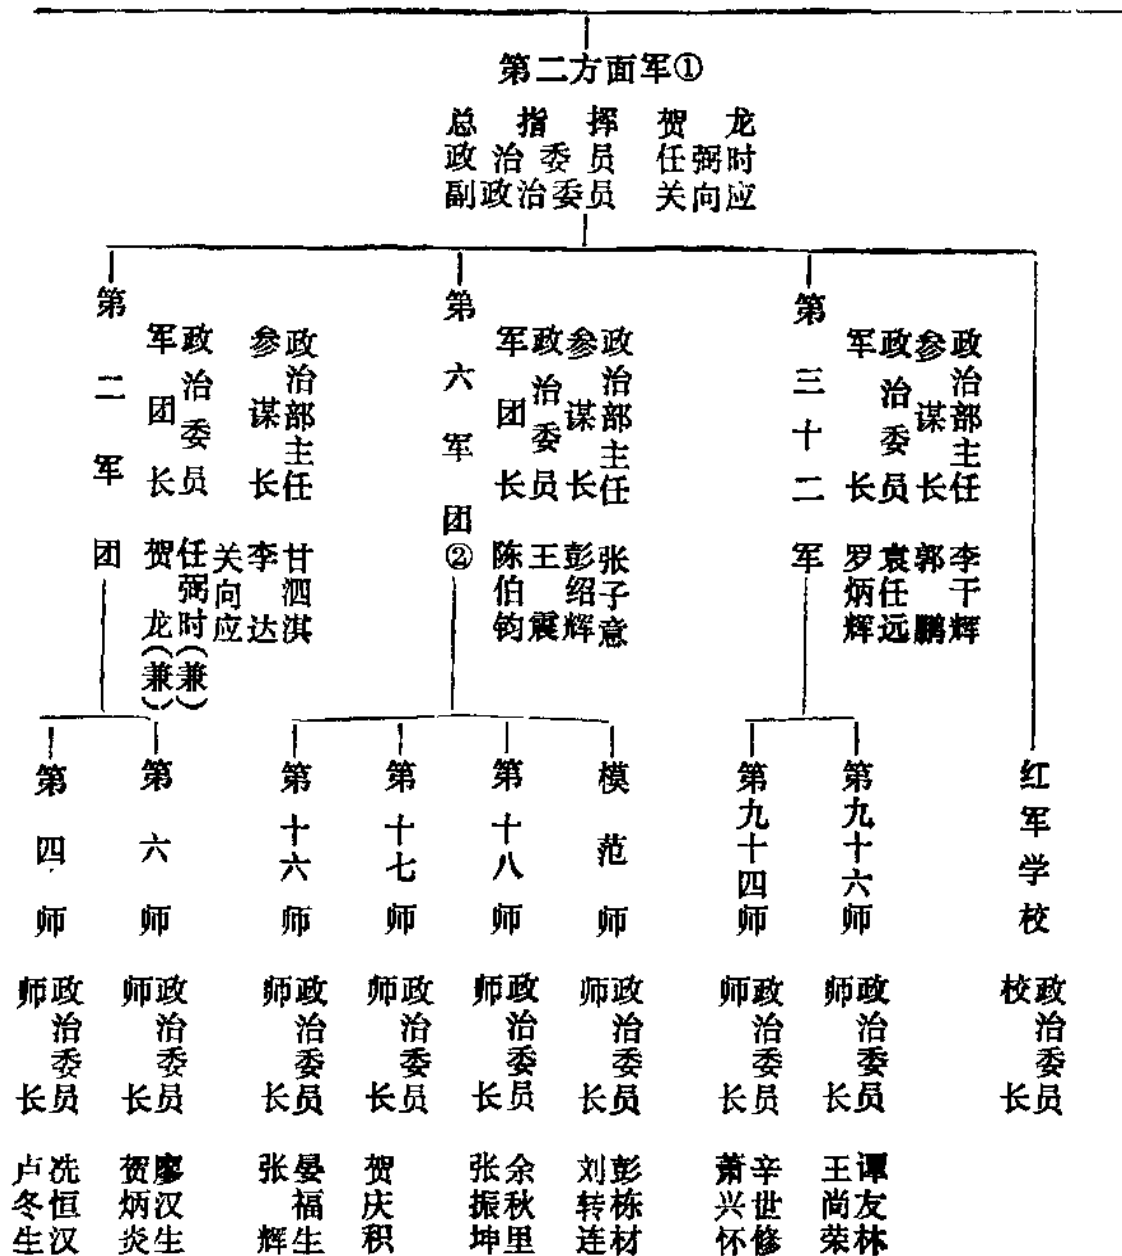 第二方面军①
总指挥 贺龙
政治委员 任弼时
副政治委员 关向应
第二军团
军团长 贺龙（兼）
政治委员 任弼时（兼）
关向应
参谋长 李达
政治部主任 甘泗淇
第六军团②
军团长 陈伯钧
政治委员 王震
参谋长 彭绍辉
政治部主任 张子意
第三十二军
军长 罗炳辉
政治委员 袁任远
参谋长 郭鹏
政治部主任 李干辉
第四师
师长 卢冬生
政治委员 冼恒汉
第六师
师长 贺炳炎
政治委员 廖汉生
第十六师
师长 张辉
政治委员 晏福生
第十七师
师长 贺庆积
政治委员
第十八师
师长 张振坤
政治委员 余秋里
模范师
师长 刘转连
政治委员 彭栋材
第九十四师
师长 萧兴怀
政治委员 辛世修
第九十六师
师长 王尚荣
政治委员 谭友林
红军学校
校长
政治委员